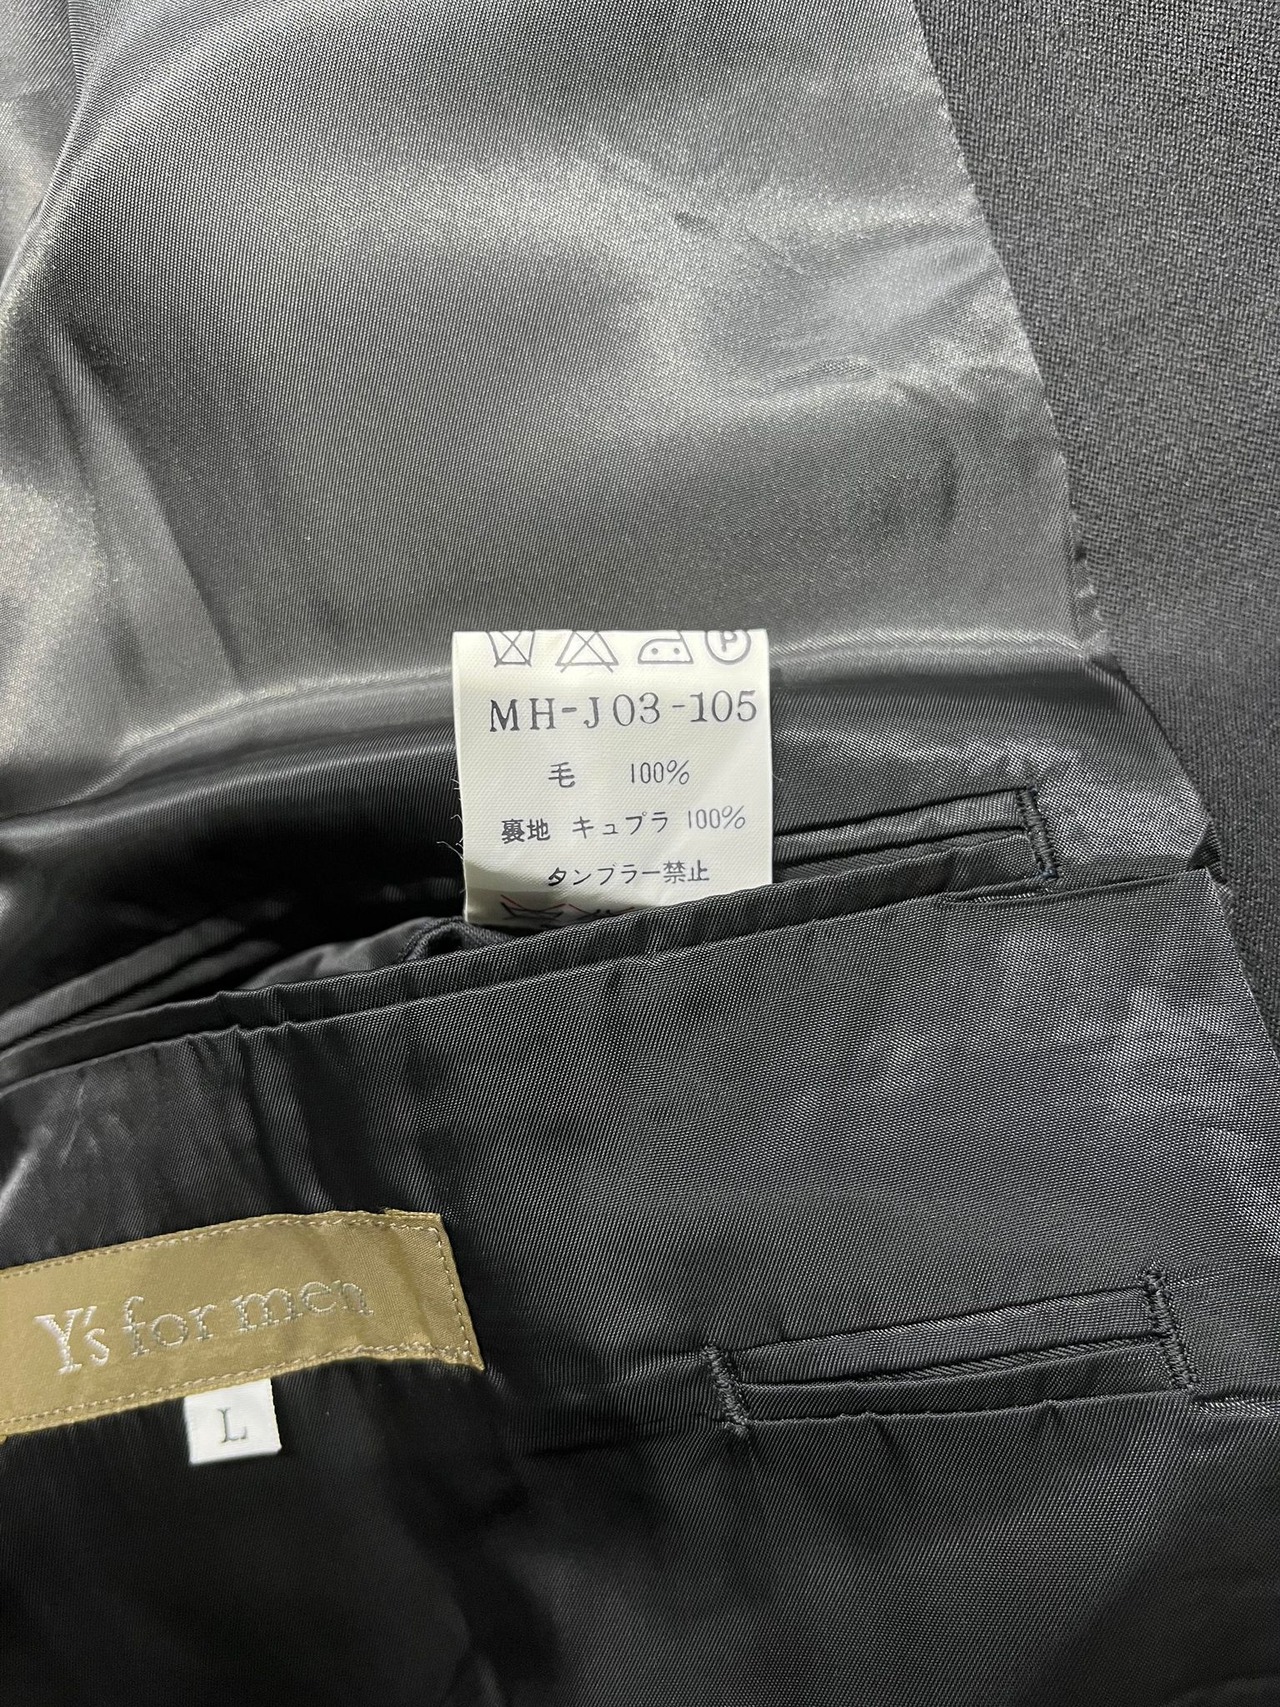 P
MH-J03-105
毛 100%
裏地 キュプラ 100%
タンブラー禁止
Y's for men
L